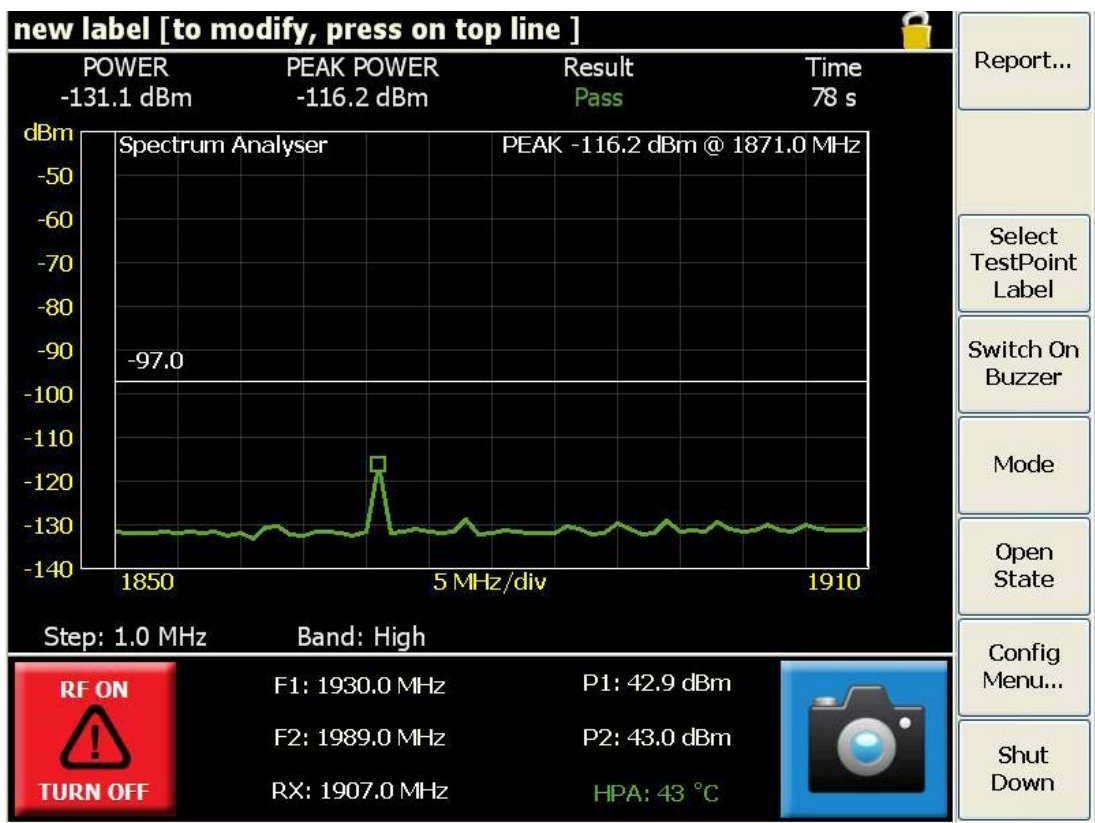 new label [to modify, press on top line ]
POWER PEAK POWER Result Time
-131.1 dBm -116.2 dBm Pass 78 s
dBm
Spectrum Analyser PEAK -116.2 dBm @ 1871.0 MHz
-50
-60
-70
-80
-90
-97.0
-100
-110
-120
-130
-140
1850 5 MHz/div 1910
Step: 1.0 MHz Band: High
RF ON
TURN OFF
F1: 1930.0 MHz P1: 42.9 dBm
F2: 1989.0 MHz P2: 43.0 dBm
RX: 1907.0 MHz HPA: 43 °C
Report...
Select
TestPoint
Label
Switch On
Buzzer
Mode
Open
State
Config
Menu...
Shut
Down